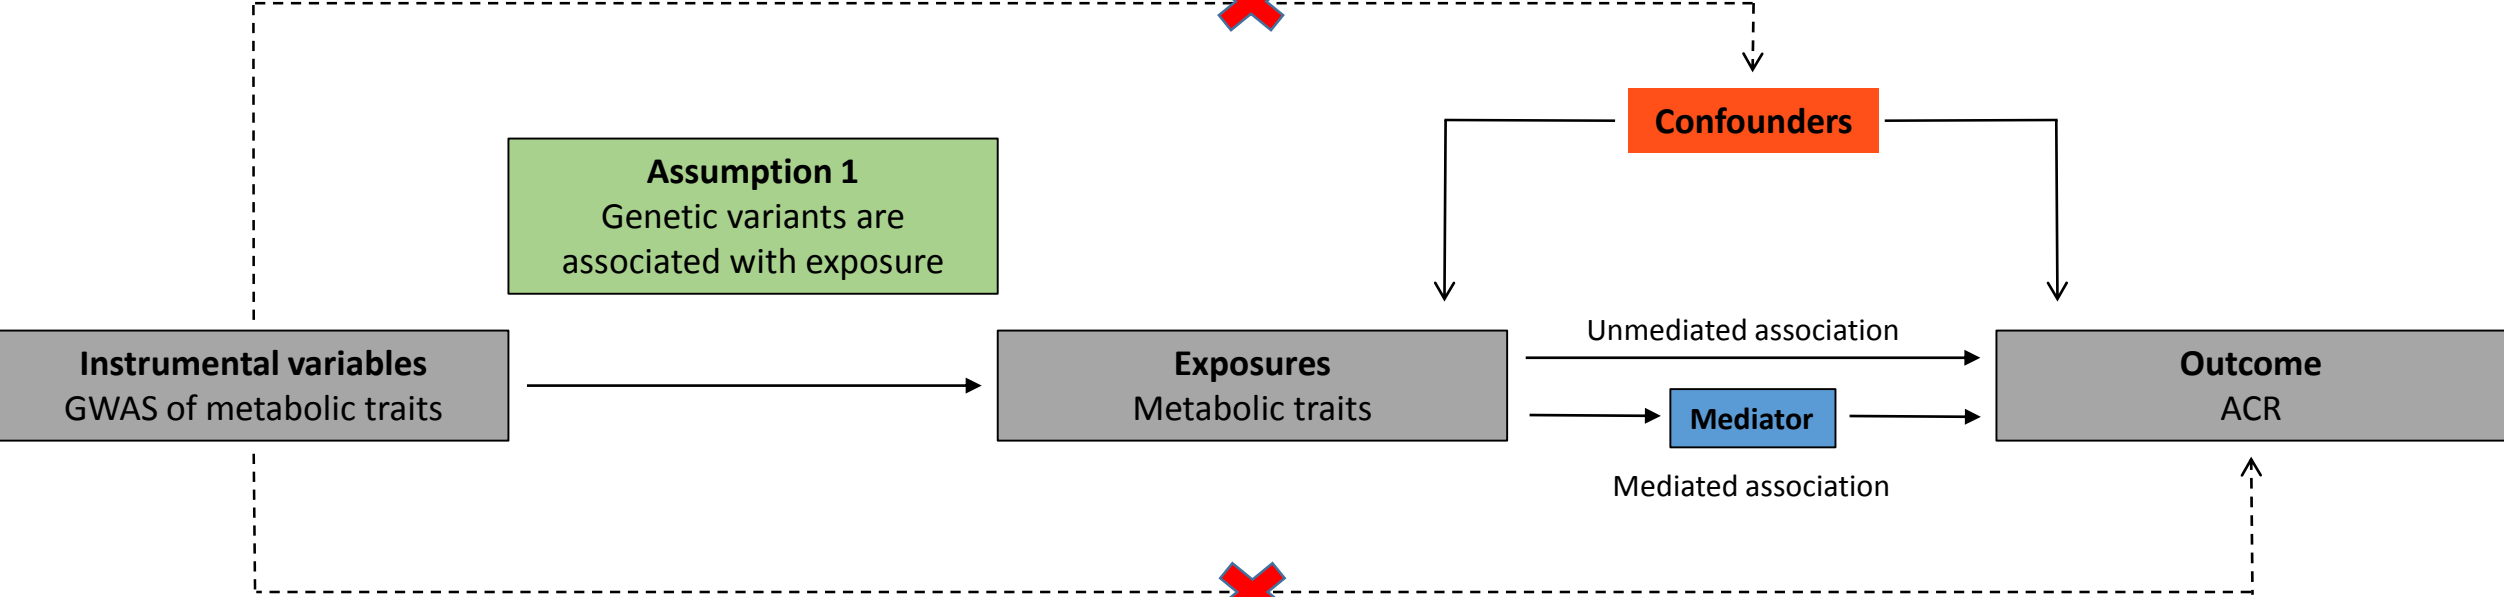 Confounders
Assumption 1
Genetic variants are
associated with exposure
Instrumental variables
GWAS of metabolic traits
Exposures
Metabolic traits
Unmediated association
Mediator
Mediated association
Outcome
ACR